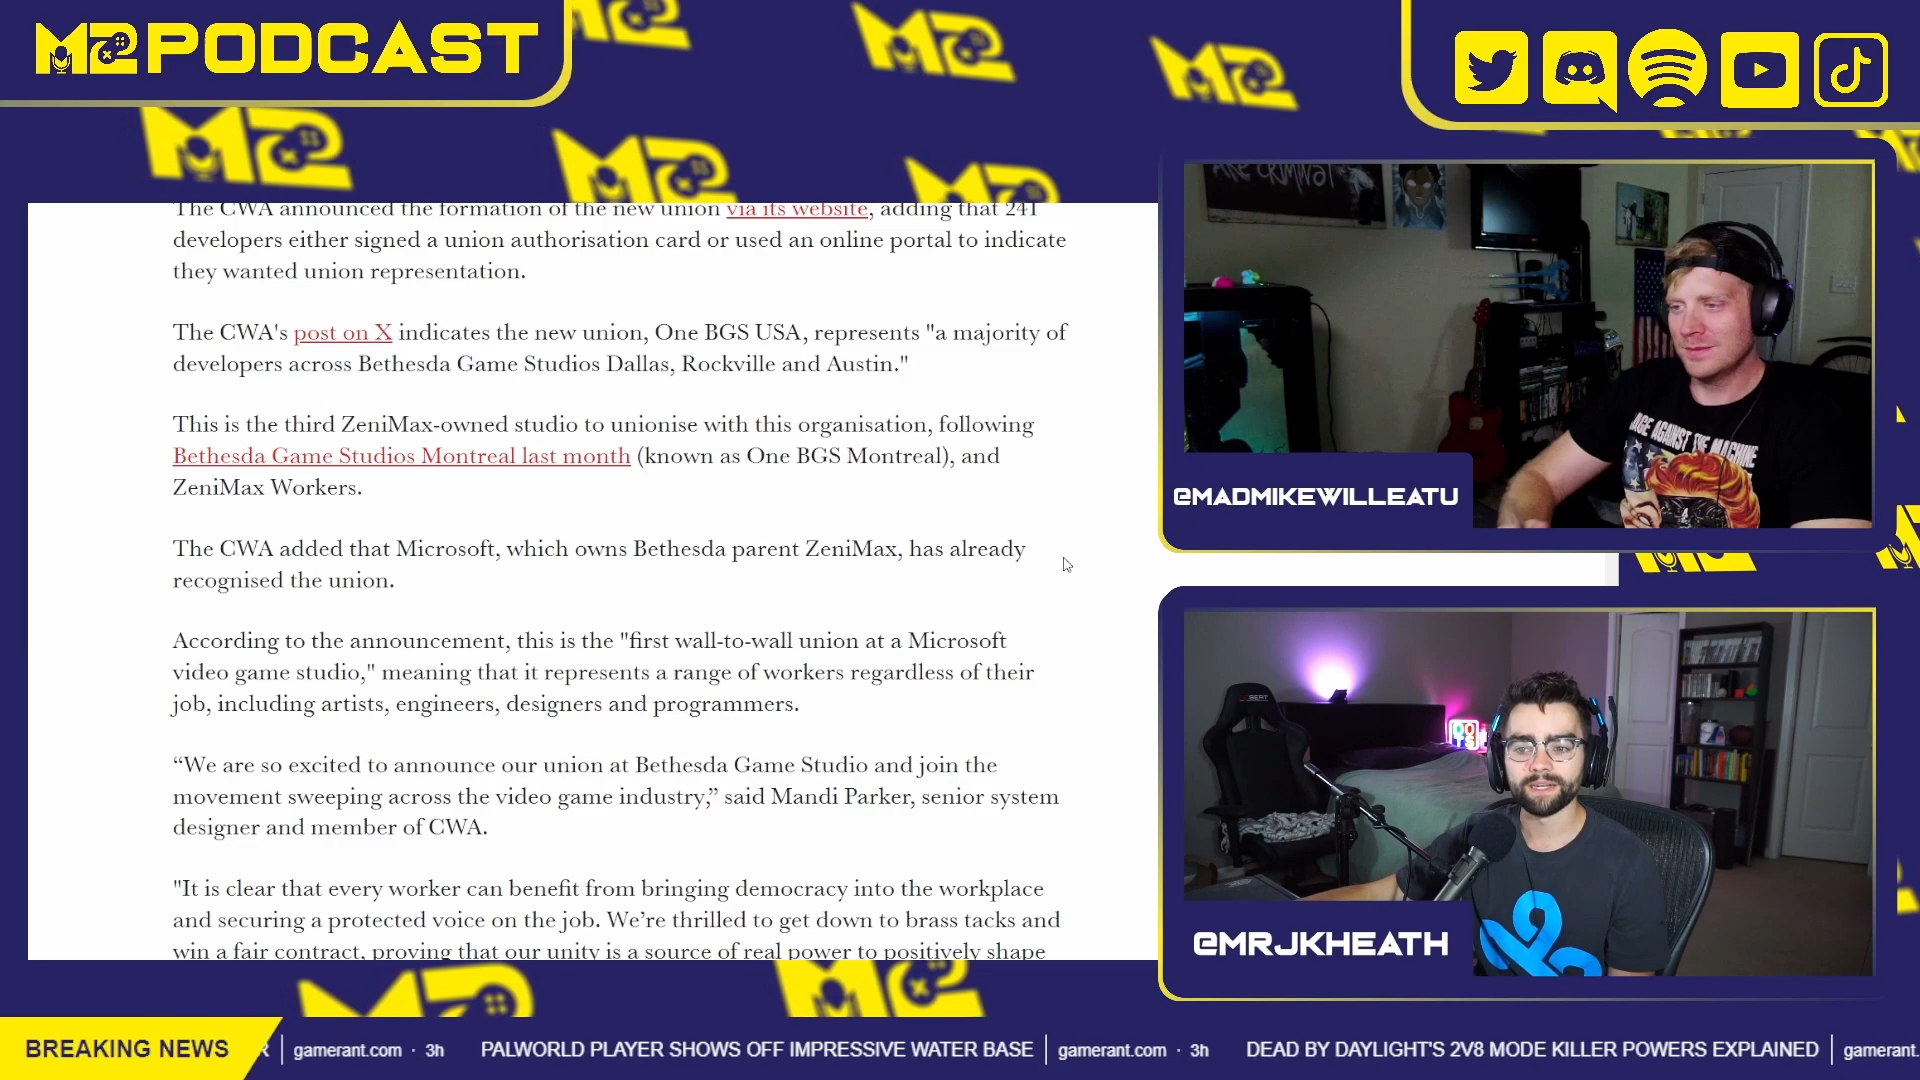 M2 PODCAST
The CWA announced the formation of the new union via its website, adding that 241
developers either signed a union authorisation card or used an online portal to indicate
they wanted union representation.
The CWA's post on X indicates the new union, One BGS USA, represents "a majority of
developers across Bethesda Game Studios Dallas, Rockville and Austin."
This is the third ZeniMax-owned studio to unionise with this organisation, following
Bethesda Game Studios Montreal last month (known as One BGS Montreal), and
ZeniMax Workers.
The CWA added that Microsoft, which owns Bethesda parent ZeniMax, has already
recognised the union.
According to the announcement, this is the "first wall-to-wall union at a Microsoft
video game studio," meaning that it represents a range of workers regardless of their
job, including artists, engineers, designers and programmers.
“We are so excited to announce our union at Bethesda Game Studio and join the
movement sweeping across the video game industry,” said Mandi Parker, senior system
designer and member of CWA.
"It is clear that every worker can benefit from bringing democracy into the workplace
and securing a protected voice on the job. We’re thrilled to get down to brass tacks and
win a fair contract, proving that our unity is a source of real power to positively shape
ARE CRIMINAL
AGAINST THE MACHINE
@MADMIKEWILLEATU
DO
TS
@MRJKHEATH
BREAKING NEWS
R | gamerant.com · 3h PALWORLD PLAYER SHOWS OFF IMPRESSIVE WATER BASE | gamerant.com · 3h DEAD BY DAYLIGHT'S 2V8 MODE KILLER POWERS EXPLAINED | gamerant.